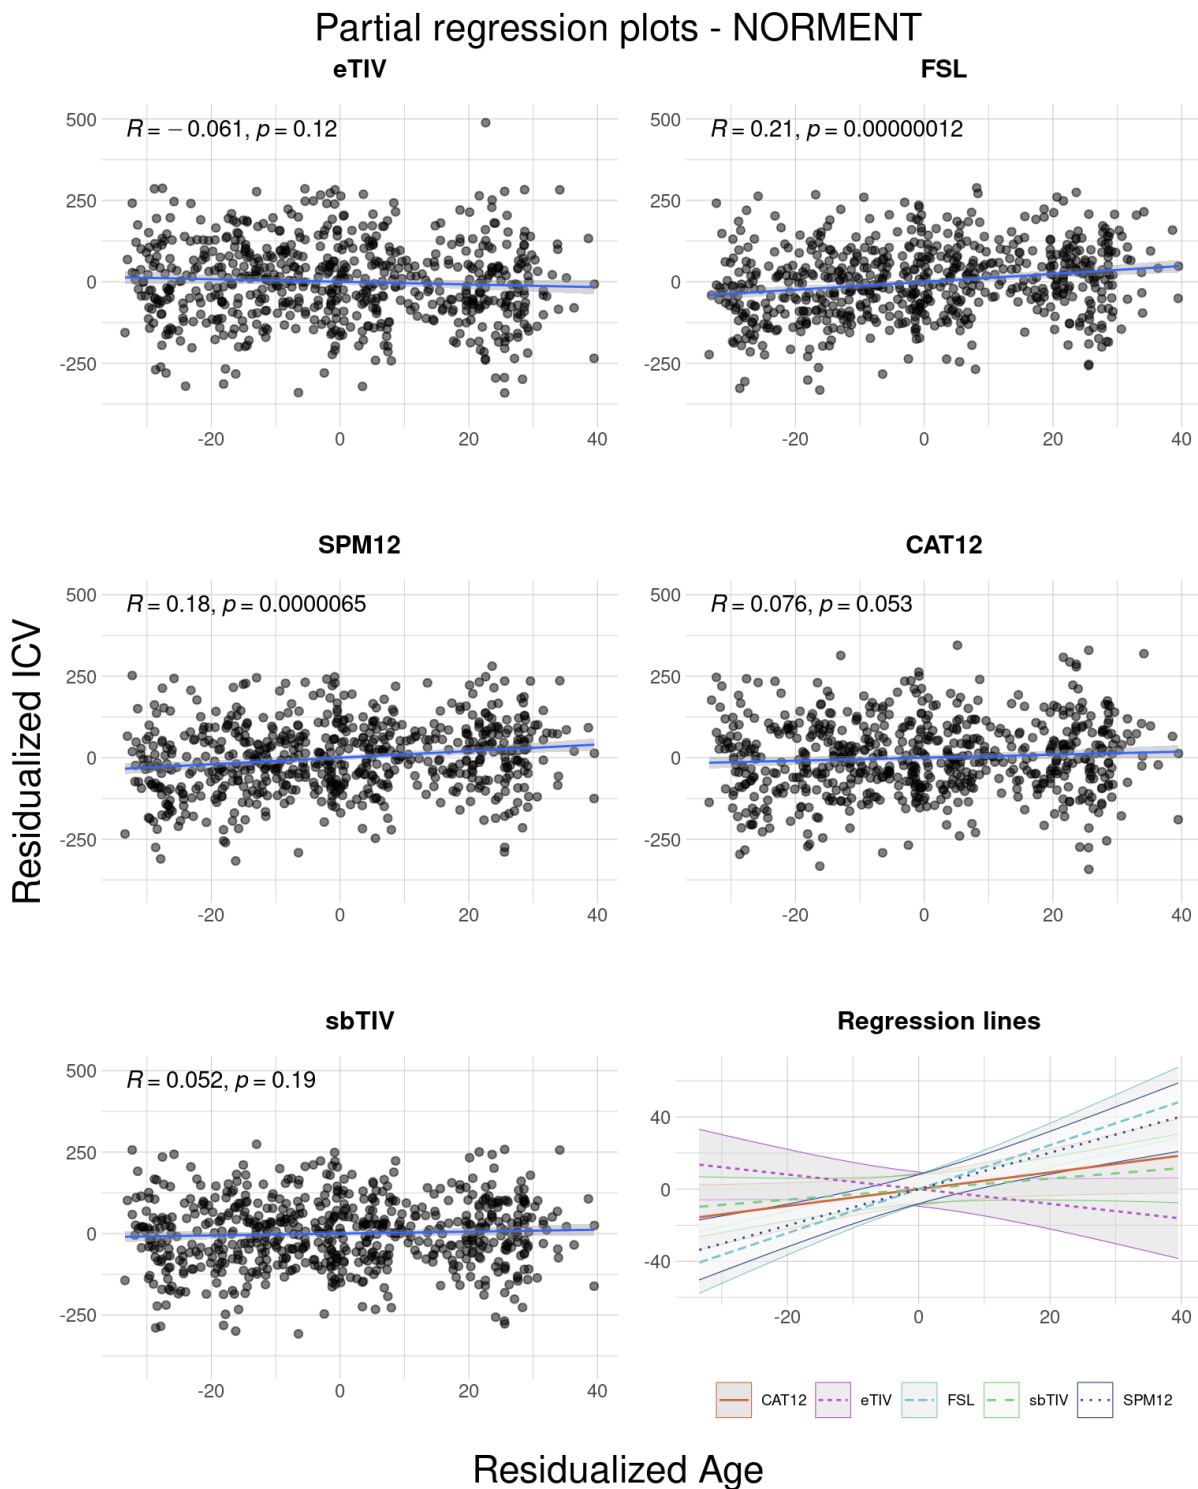 Partial regression plots - NORMENT
eTIV
R = − 0.061, p = 0.12
500
250
0
-250
-20 0 20 40
FSL
R = 0.21, p = 0.00000012
500
250
0
-250
-20 0 20 40
SPM12
R = 0.18, p = 0.0000065
500
250
0
-250
-20 0 20 40
CAT12
R = 0.076, p = 0.053
500
250
0
-250
-20 0 20 40
sbTIV
R = 0.052, p = 0.19
500
250
0
-250
-20 0 20 40
Regression lines
40
0
-40
-20 0 20 40
CAT12 eTIV FSL sbTIV SPM12
Residualized ICV
Residualized Age